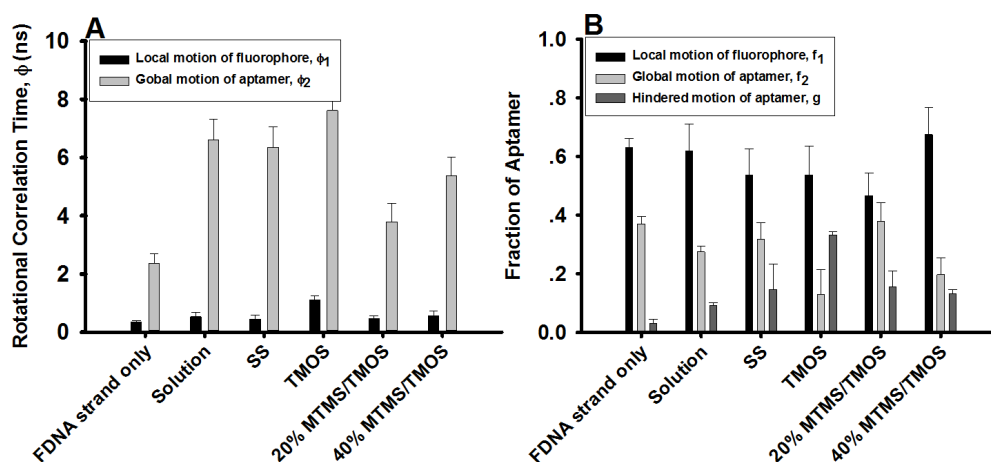 A
Rotational Correlation Time, ϕ (ns)
10
8
6
4
2
0
Local motion of fluorophore, ϕ1
Gobal motion of aptamer, ϕ2
FDNA strand only
Solution
SS
TMOS
20% MTMS/TMOS
40% MTMS/TMOS
B
Fraction of Aptamer
1.0
.8
.6
.4
.2
0.0
Local motion of fluorophore, f1
Global motion of aptamer, f2
Hindered motion of aptamer, g
FDNA strand only
Solution
SS
TMOS
20% MTMS/TMOS
40% MTMS/TMOS